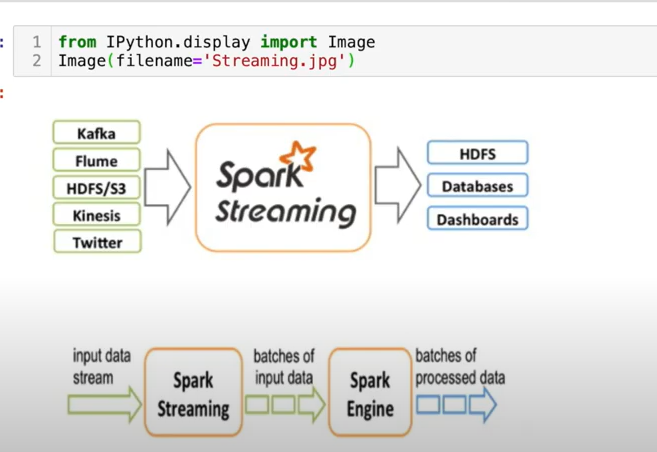 1 from IPython.display import Image
2 Image(filename='Streaming.jpg')
Kafka
Flume
HDFS/S3
Kinesis
Twitter
Spark
Streaming
HDFS
Databases
Dashboards
input data
stream
Spark
Streaming
batches of
input data
Spark
Engine
batches of
processed data